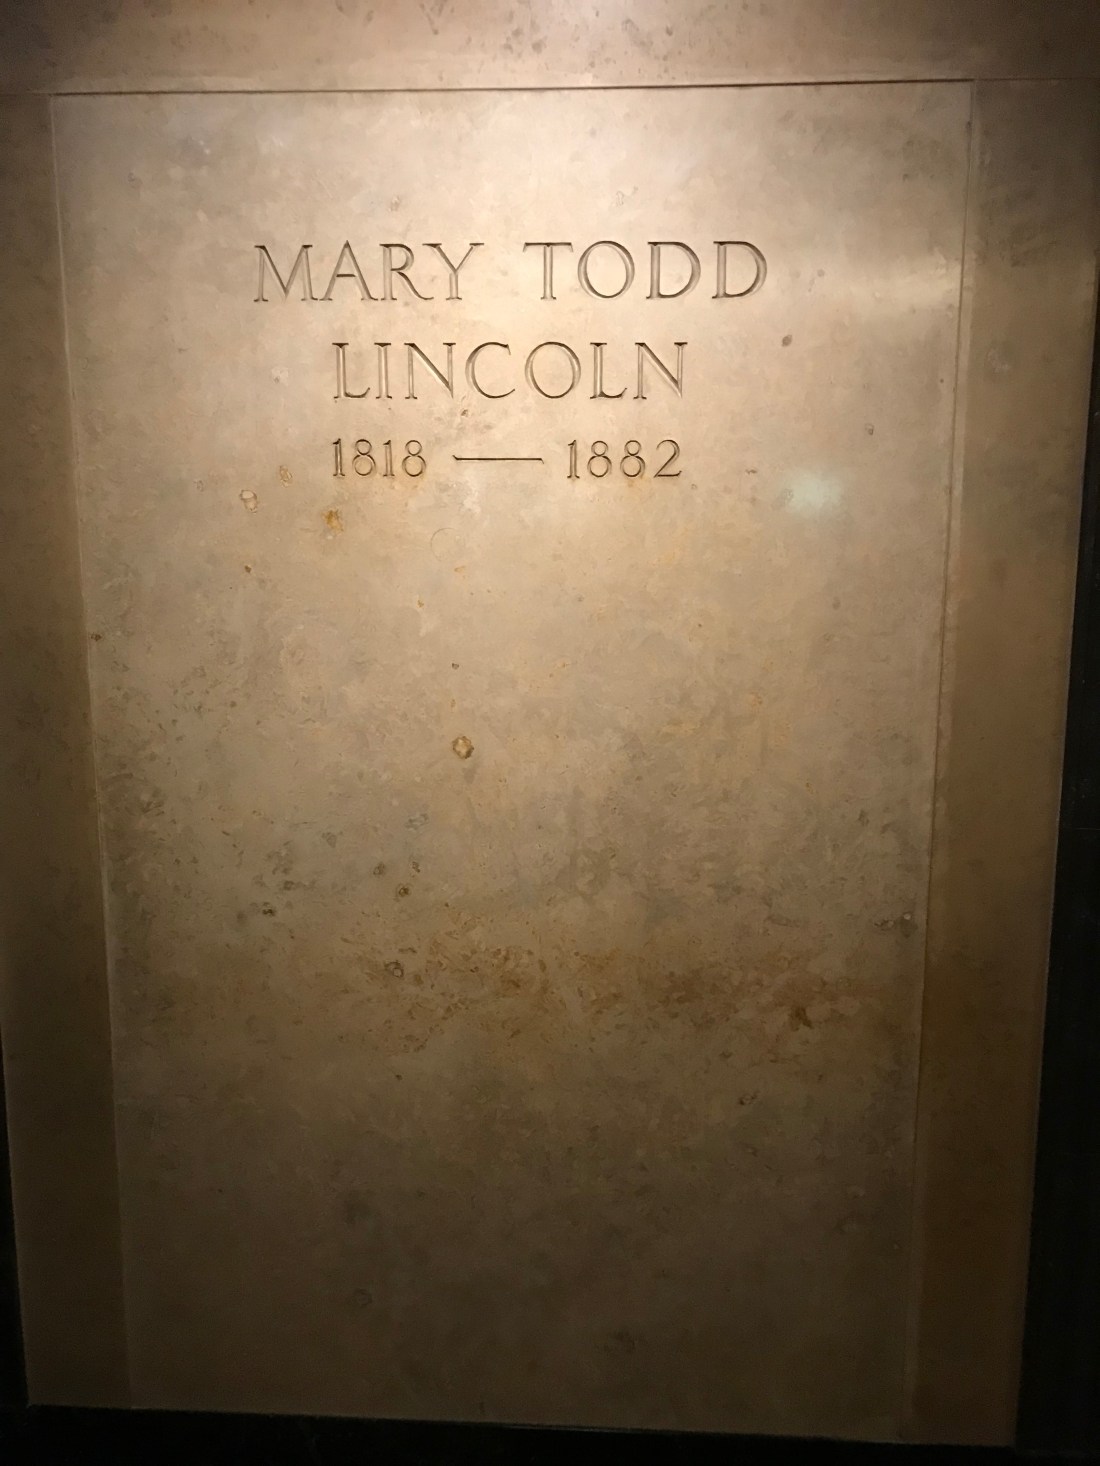 MARY TODD
LINCOLN
1818 — 1882